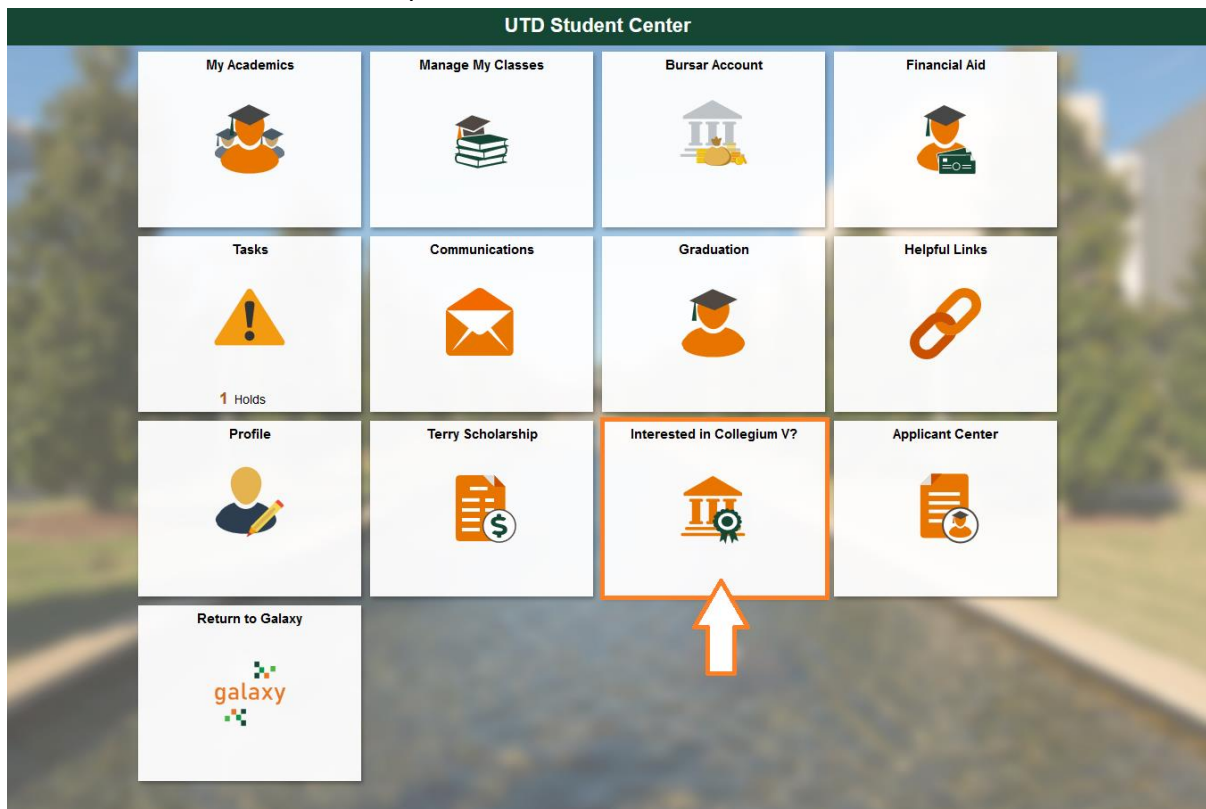 UTD Student Center
My Academics
Manage My Classes
Bursar Account
Financial Aid
Tasks
1 Holds
Communications
Graduation
Helpful Links
Profile
Terry Scholarship
$
Interested in Collegium V?
Applicant Center
Return to Galaxy
galaxy